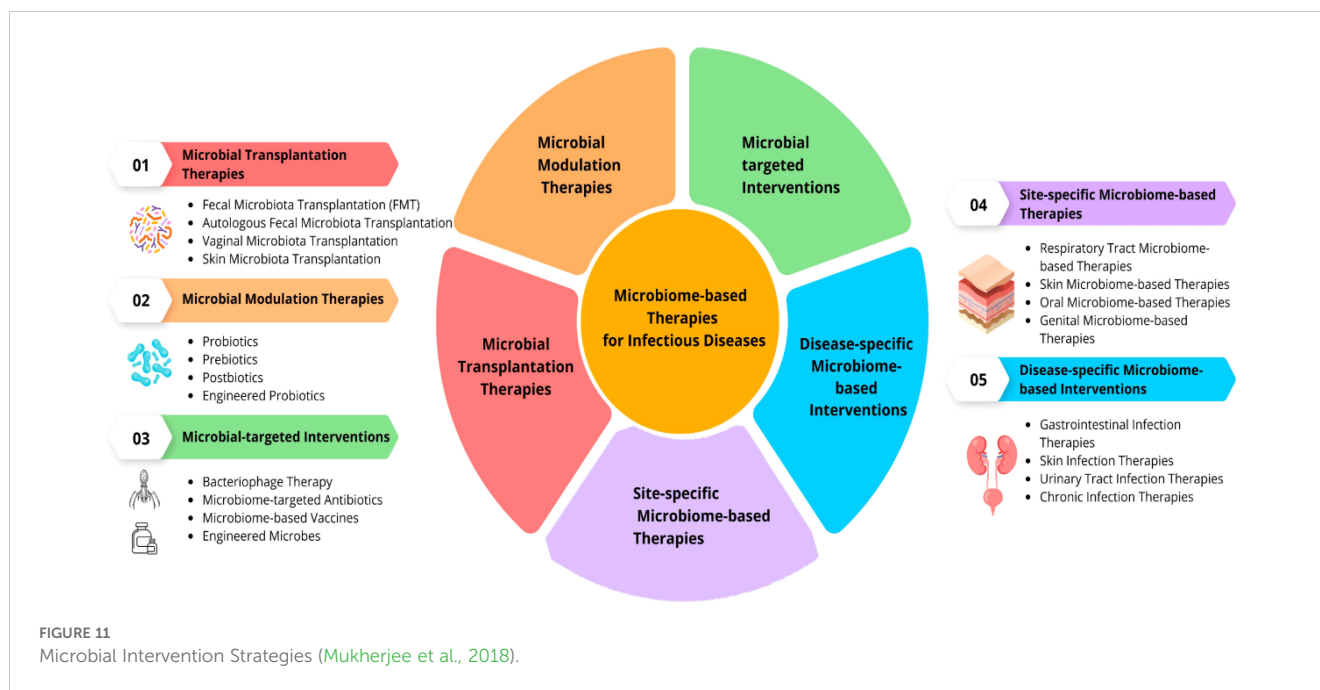 Microbial
Modulation
Therapies
Microbial
targeted
Interventions
Microbiome-based
Therapies
for Infectious Diseases
Microbial
Transplantation
Therapies
Disease-specific
Microbiome-
based
Interventions
Site-specific
Microbiome-based
Therapies
01
Microbial Transplantation
Therapies
• Fecal Microbiota Transplantation (FMT)
• Autologous Fecal Microbiota Transplantation
• Vaginal Microbiota Transplantation
• Skin Microbiota Transplantation
02
Microbial Modulation Therapies
• Probiotics
• Prebiotics
• Postbiotics
• Engineered Probiotics
03
Microbial-targeted Interventions
• Bacteriophage Therapy
• Microbiome-targeted Antibiotics
• Microbiome-based Vaccines
• Engineered Microbes
04
Site-specific Microbiome-based
Therapies
• Respiratory Tract Microbiome-
based Therapies
• Skin Microbiome-based Therapies
• Oral Microbiome-based Therapies
• Genital Microbiome-based
Therapies
05
Disease-specific Microbiome-
based Interventions
• Gastrointestinal Infection
Therapies
• Skin Infection Therapies
• Urinary Tract Infection Therapies
• Chronic Infection Therapies
FIGURE 11
Microbial Intervention Strategies (Mukherjee et al., 2018).